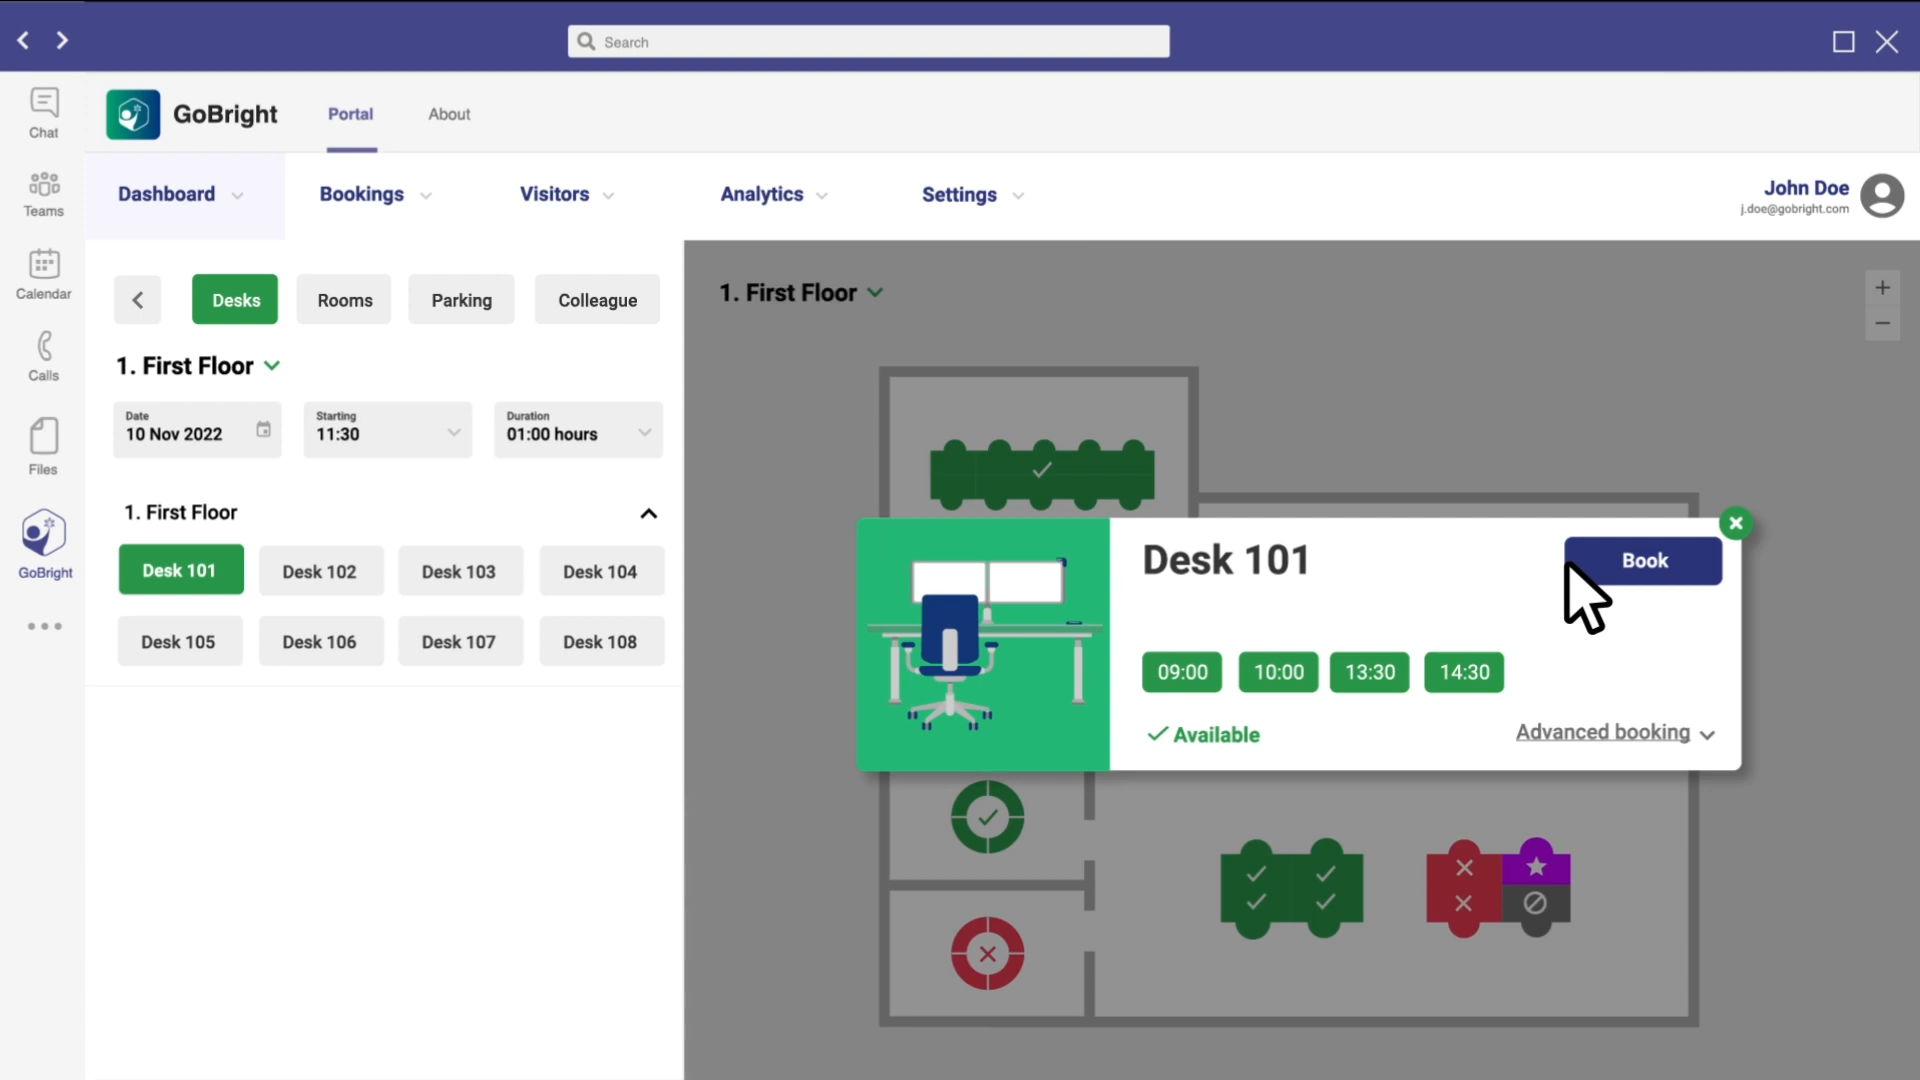 Search
Chat
Teams
Calendar
Calls
Files
GoBright
GoBright
Portal
About
Dashboard
Bookings
Visitors
Analytics
Settings
John Doe
j.doe@gobright.com
Desks
Rooms
Parking
Colleague
1. First Floor
Date
10 Nov 2022
Starting
11:30
Duration
01:00 hours
1. First Floor
Desk 101
Desk 102
Desk 103
Desk 104
Desk 105
Desk 106
Desk 107
Desk 108
1. First Floor
Desk 101
Book
09:00
10:00
13:30
14:30
Available
Advanced booking